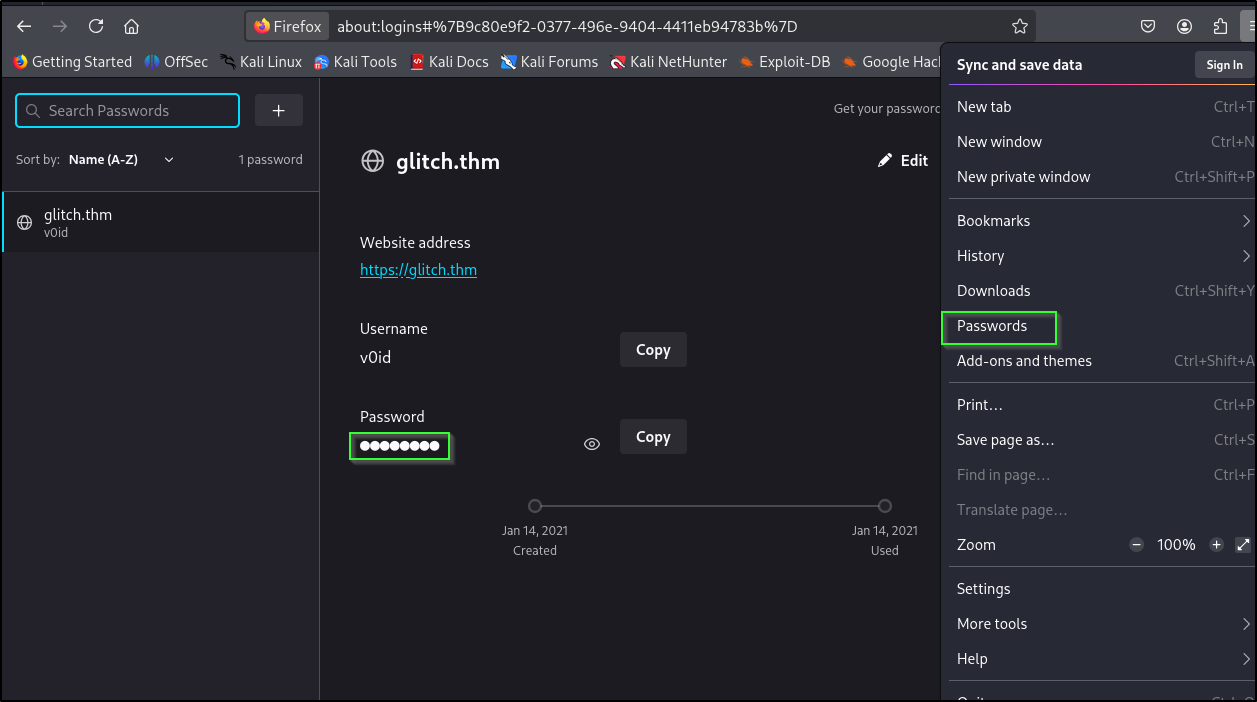 Firefox about:logins#%7B9c80e9f2-0377-496e-9404-4411eb94783b%7D
Getting Started OffSec Kali Linux Kali Tools Kali Docs Kali Forums Kali NetHunter Exploit-DB Google Hac
Search Passwords
+
Sort by: Name (A-Z) 1 password
glitch.thm
v0id
Get your password
glitch.thm
Edit
Website address
https://glitch.thm
Username
v0id
Copy
Password
●●●●●●●●
Copy
Jan 14, 2021
Created
Jan 14, 2021
Used
Sync and save data Sign In
New tab Ctrl+T
New window Ctrl+N
New private window Ctrl+Shift+P
Bookmarks
History
Downloads Ctrl+Shift+Y
Passwords
Add-ons and themes Ctrl+Shift+A
Print… Ctrl+P
Save page as… Ctrl+S
Find in page… Ctrl+F
Translate page…
Zoom − 100% +
Settings
More tools
Help